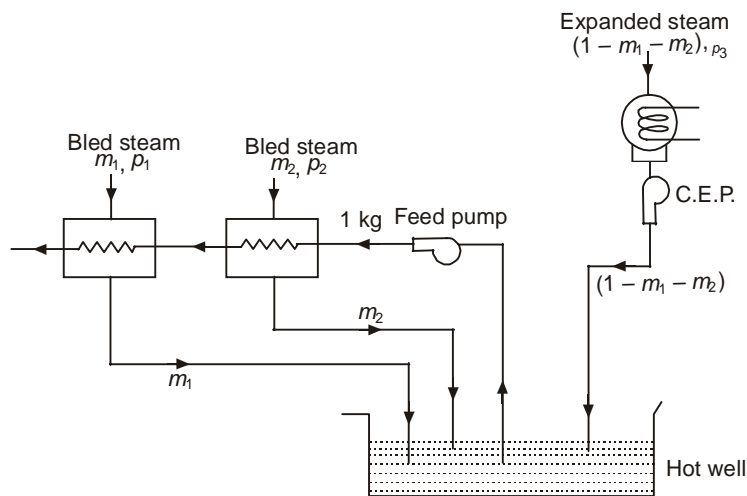 Expanded steam
(1 – m₁ – m₂), p₃
Bled steam
m₁, p₁
Bled steam
m₂, p₂
C.E.P.
1 kg
Feed pump
(1 – m₁ – m₂)
m₂
m₁
Hot well